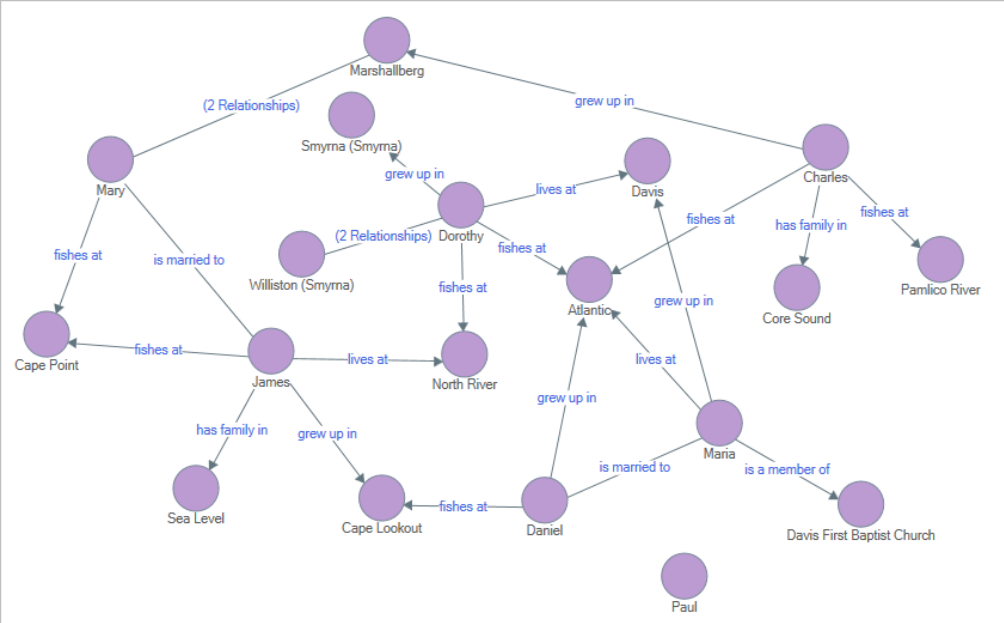 Marshallberg
grew up in
(2 Relationships)
Smyrna (Smyrna)
grew up in
Mary
lives at
Davis
Charles
fishes at
has family in
fishes at
(2 Relationships)
Dorothy
fishes at
fishes at
is married to
Williston (Smyrna)
fishes at
Pamlico River
Atlantic
grew up in
Core Sound
Cape Point
fishes at
James
lives at
North River
lives at
grew up in
has family in
grew up in
Maria
is married to
is a member of
Sea Level
Cape Lookout
fishes at
Daniel
Davis First Baptist Church
Paul